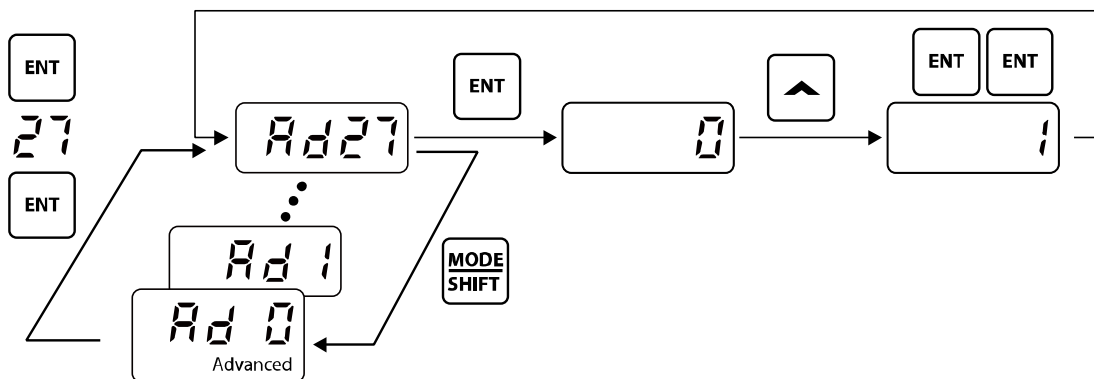 ENT
27
ENT
Ad27
Ad 1
Ad 0
Advanced
MODE
SHIFT
ENT
0
ENT ENT
1